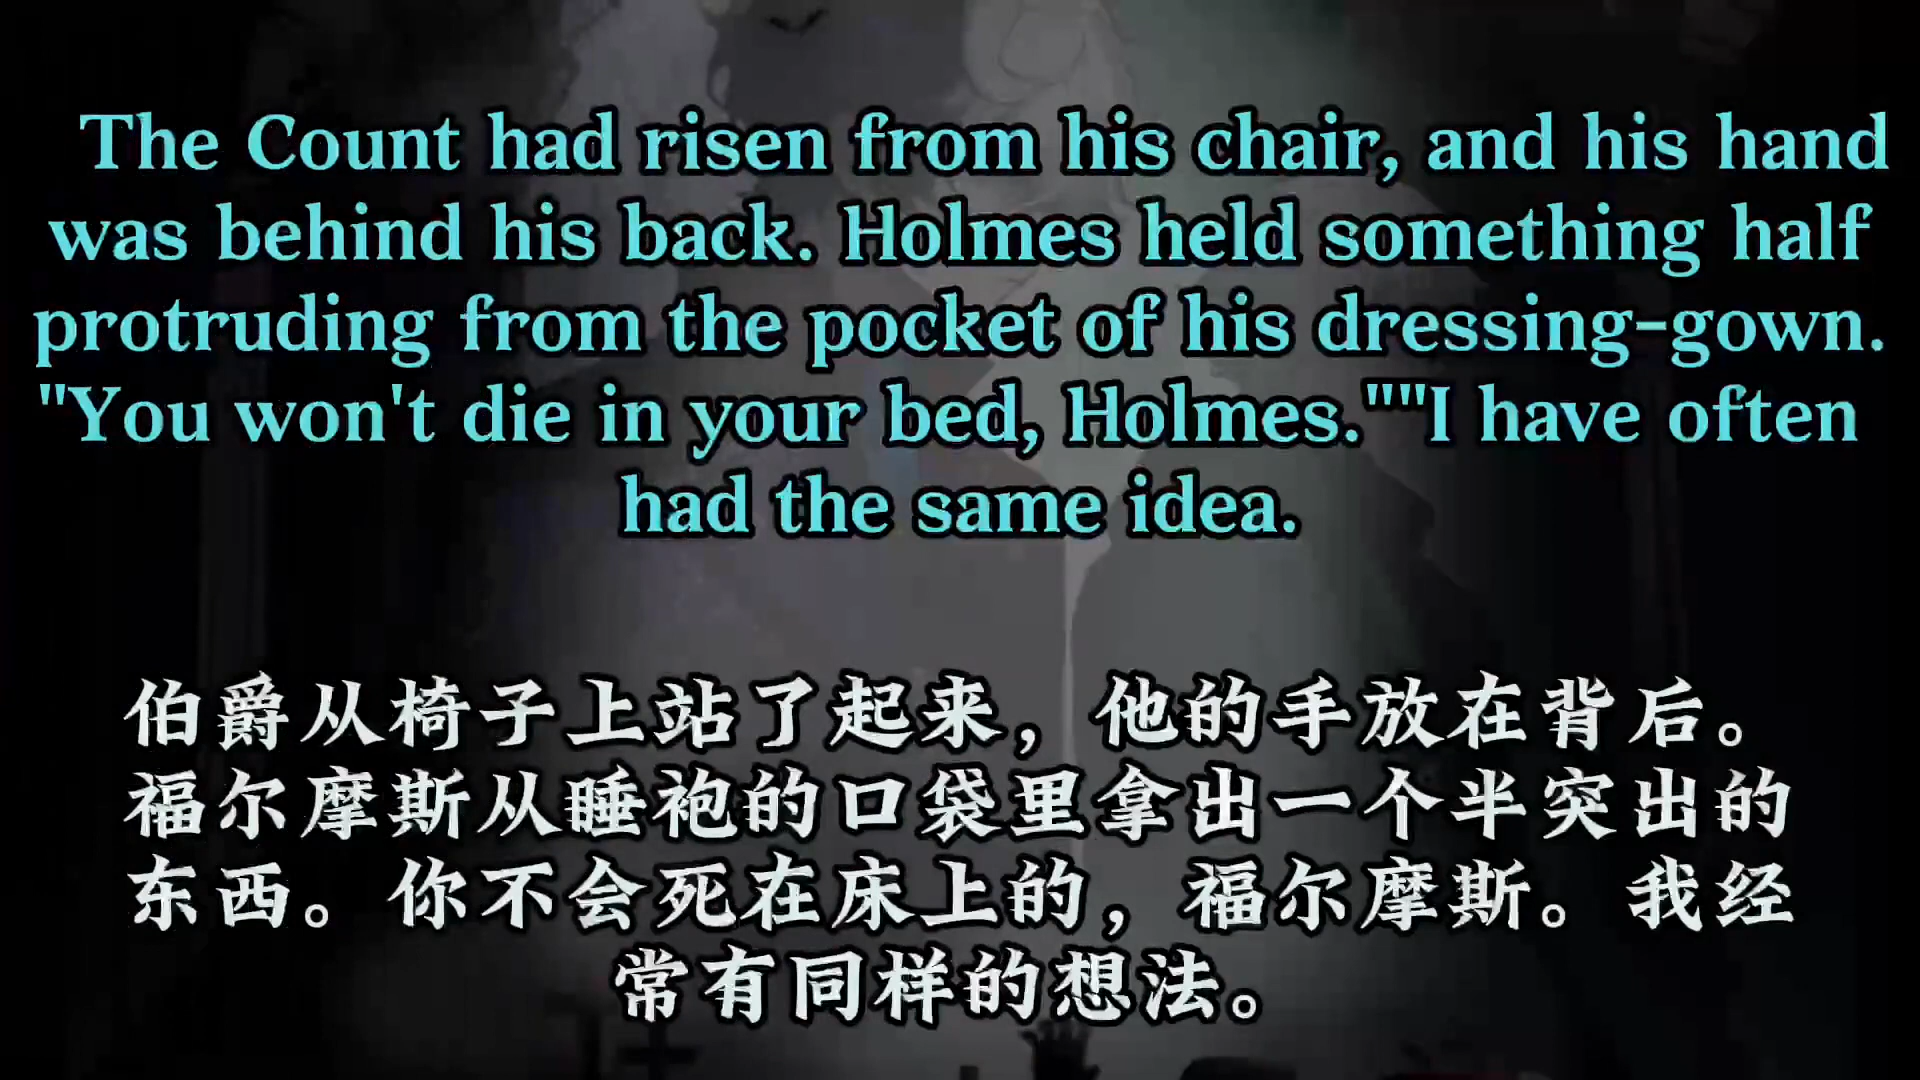 The Count had risen from his chair, and his hand
was behind his back. Holmes held something half
protruding from the pocket of his dressing-gown.
"You won't die in your bed, Holmes.""I have often
had the same idea.
伯爵从椅子上站了起来，他的手放在背后。
福尔摩斯从睡袍的口袋里拿出一个半突出的
东西。你不会死在床上的，福尔摩斯。我经
常有同样的想法。